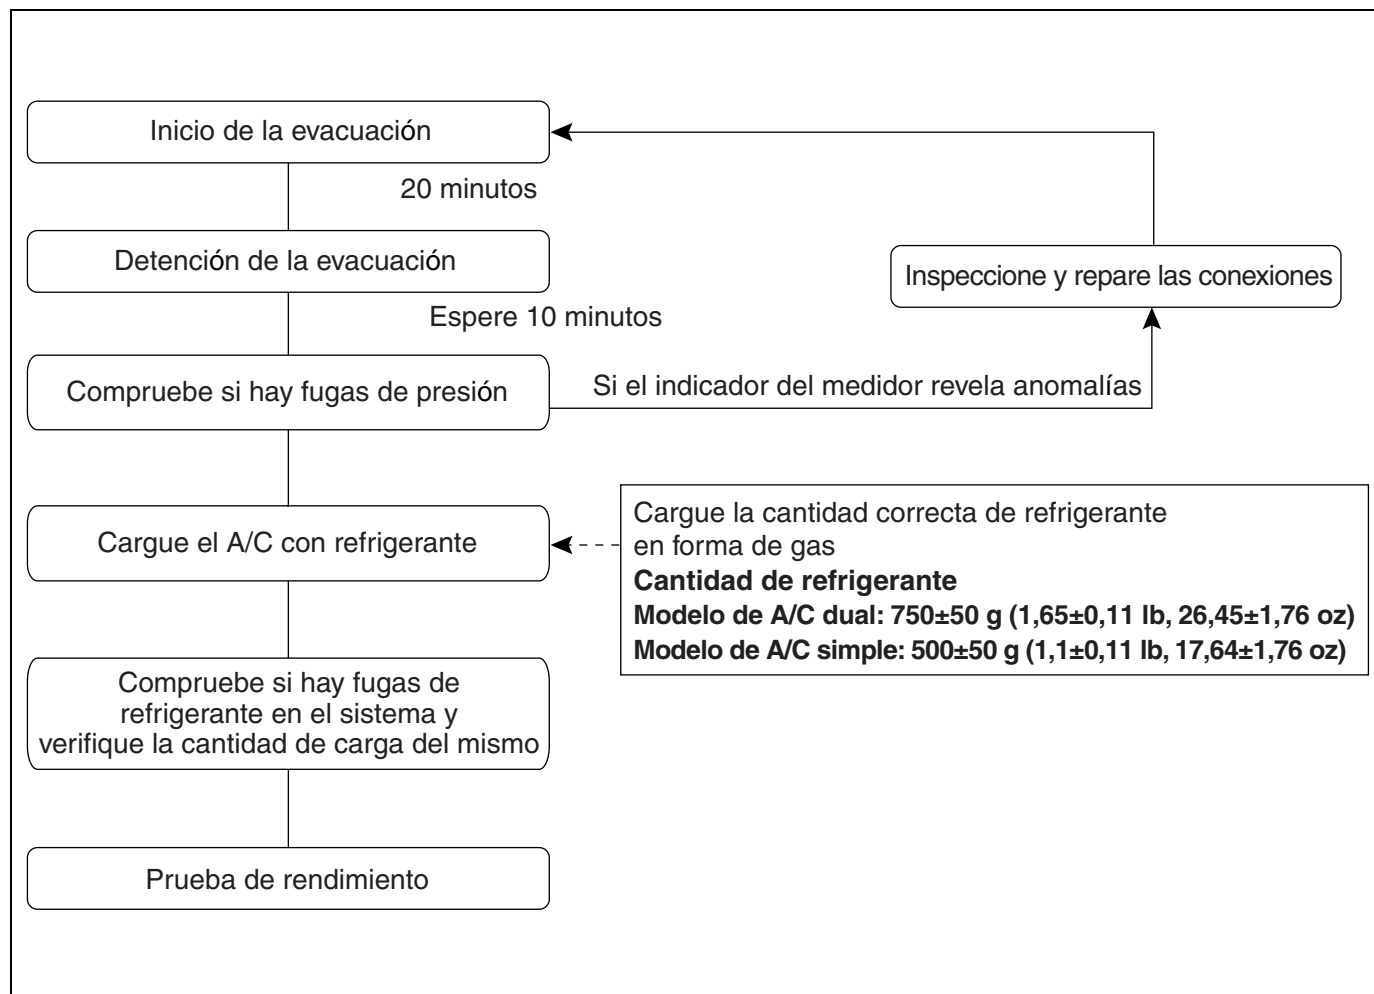 Inicio de la evacuación
20 minutos
Detención de la evacuación
Espere 10 minutos
Inspeccione y repare las conexiones
Compruebe si hay fugas de presión
Si el indicador del medidor revela anomalías
Cargue el A/C con refrigerante
Cargue la cantidad correcta de refrigerante
en forma de gas
Cantidad de refrigerante
Modelo de A/C dual: 750±50 g (1,65±0,11 lb, 26,45±1,76 oz)
Modelo de A/C simple: 500±50 g (1,1±0,11 lb, 17,64±1,76 oz)
Compruebe si hay fugas de
refrigerante en el sistema y
verifique la cantidad de carga del mismo
Prueba de rendimiento